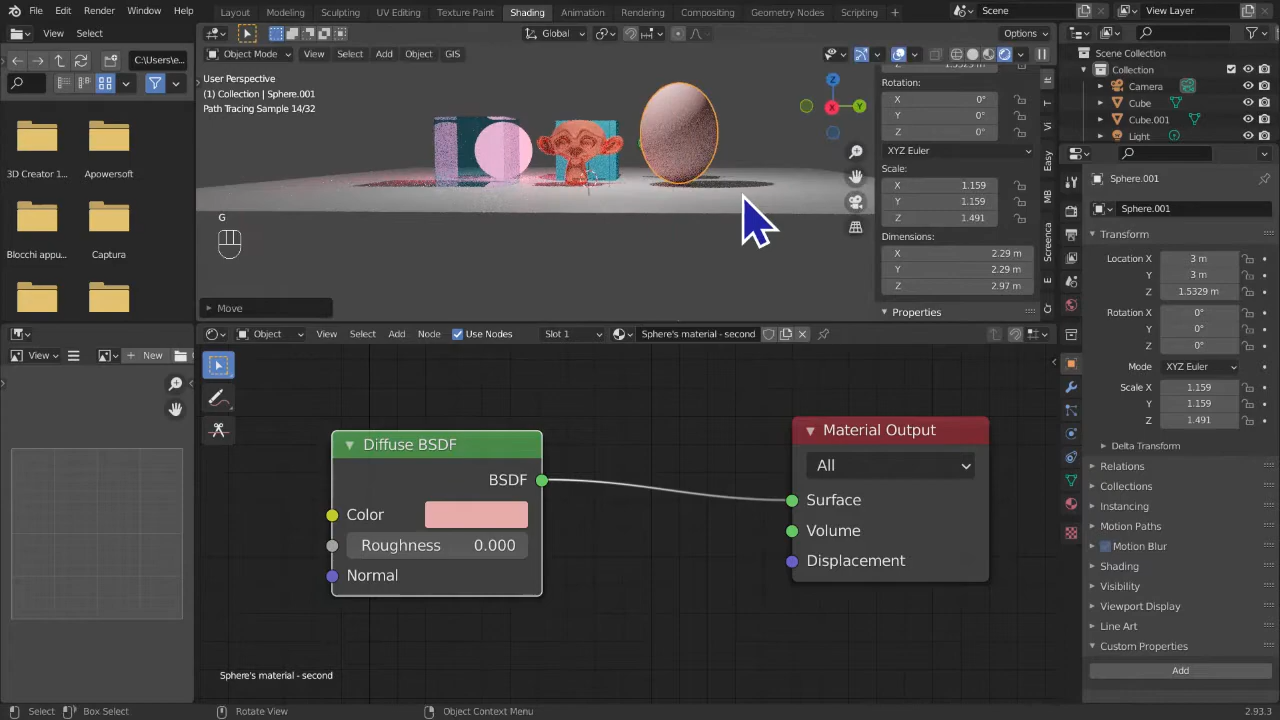 File Edit Render Window Help
Layout Modeling Sculpting UV Editing Texture Paint Shading Animation Rendering Compositing Geometry Nodes Scripting +
Scene
View Layer
View Select
Global
Options
C:\Users\e...
Object Mode View Select Add Object GIS
User Perspective
(1) Collection | Sphere.001
Path Tracing Sample 14/32
3D Creator 1...
Apowersoft
Blocchi appu...
Captura
G
Move
Rotation:
X 0°
Y 0°
Z 0°
XYZ Euler
Scale:
X 1.159
Y 1.159
Z 1.491
Dimensions:
X 2.29 m
Y 2.29 m
Z 2.97 m
Properties
Easy
MB
Screenca
Scene Collection
Collection
Camera
Cube
Cube.001
Light
Sphere.001
Sphere.001
Transform
Location X 3 m
Y 3 m
Z 1.5329 m
Rotation X 0°
Y 0°
Z 0°
Mode XYZ Euler
Scale X 1.159
Y 1.159
Z 1.491
Delta Transform
Relations
Collections
Instancing
Motion Paths
Motion Blur
Shading
Visibility
Viewport Display
Line Art
Custom Properties
Add
View + New
Object View Select Add Node Use Nodes Slot 1 Sphere's material - second
Diffuse BSDF
BSDF
Color
Roughness 0.000
Normal
Material Output
All
Surface
Volume
Displacement
Sphere's material - second
Select Box Select Rotate View Object Context Menu 2.93.3